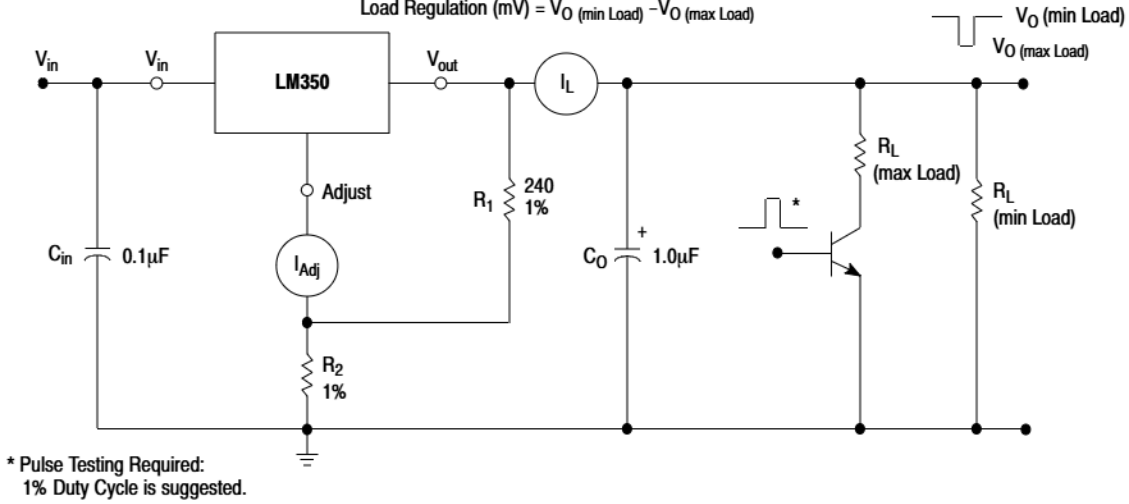 Load Regulation (mV) = VO (min Load) -VO (max Load)
VO (min Load)
VO (max Load)
Vin
Vin
LM350
Vout
IL
Adjust
R1
240
1%
RL
(max Load)
RL
(min Load)
*
Cin
0.1μF
IAdj
+
CO
1.0μF
R2
1%
* Pulse Testing Required:
1% Duty Cycle is suggested.